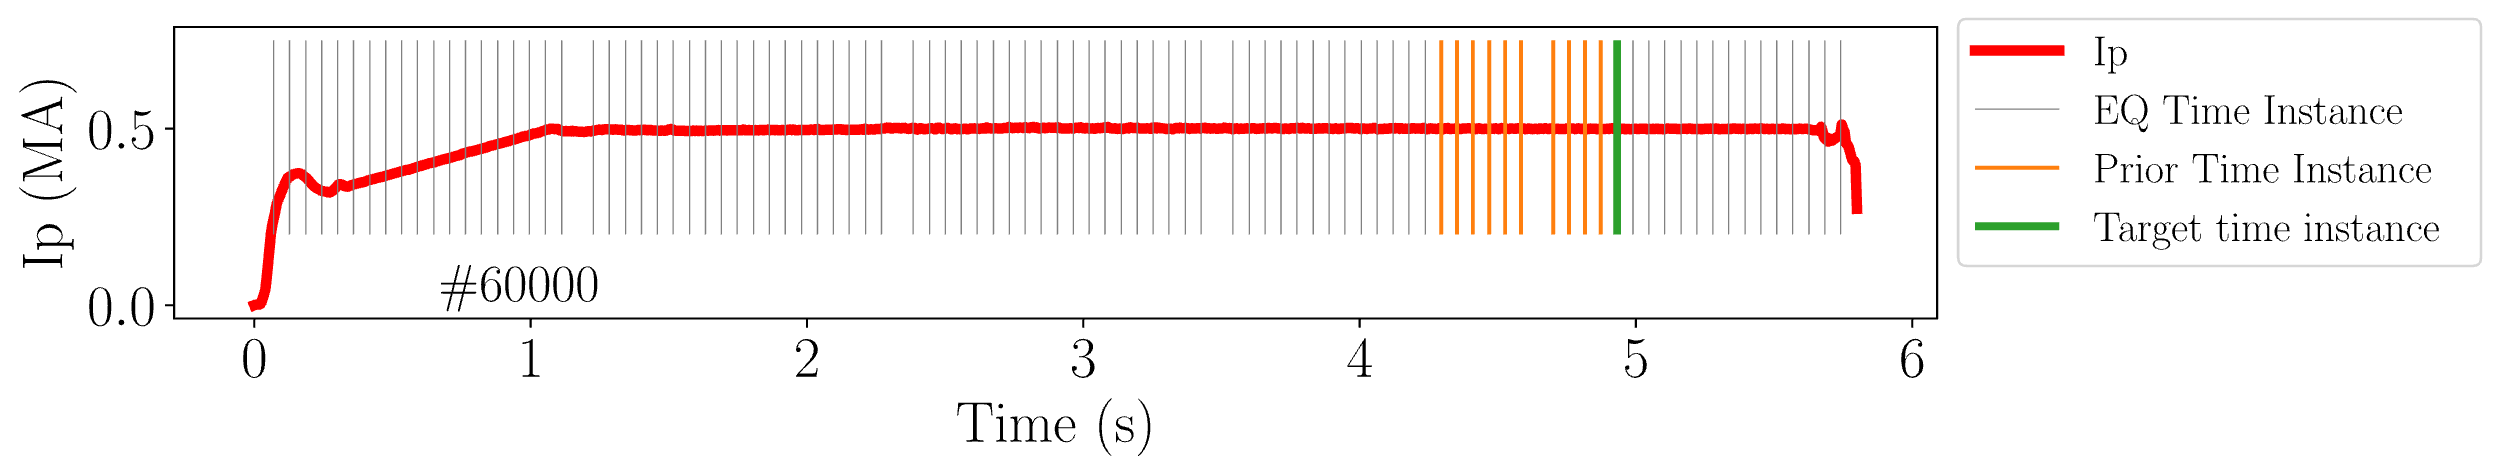 Ip (MA)
0.5
0.0
#60000
0 1 2 3 4 5 6
Time (s)
Ip
EQ Time Instance
Prior Time Instance
Target time instance